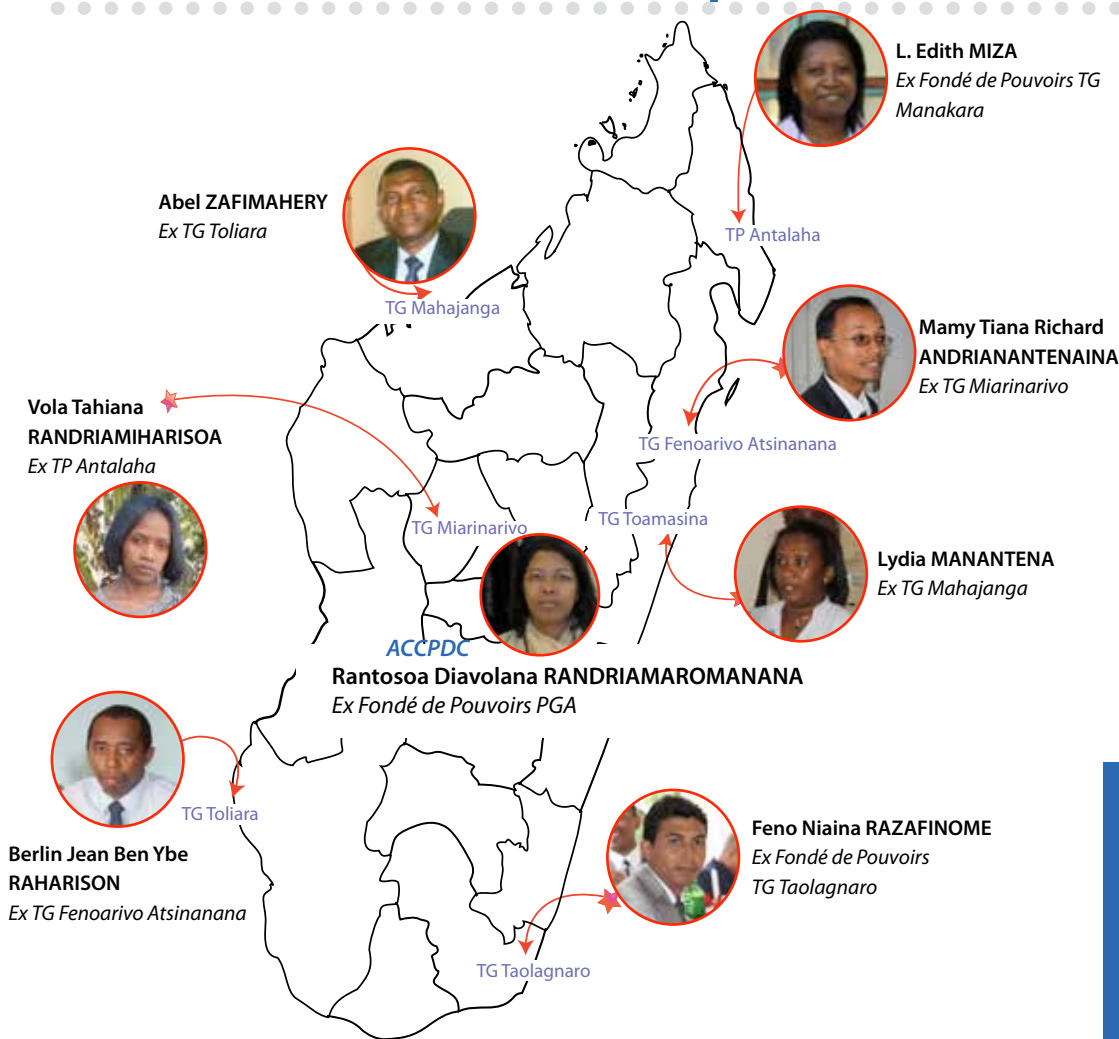 L. Edith MIZA
Ex Fondé de Pouvoirs TG
Manakara
TP Antalaha
Abel ZAFIMAHERY
Ex TG Toliara
TG Mahajanga
Mamy Tiana Richard
ANDRIANANTENAINA
Ex TG Miarinarivo
TG Fenoarivo Atsinanana
Vola Tahiana
RANDRIAMIHARISOA
Ex TP Antalaha
TG Miarinarivo
TG Toamasina
Lydia MANANTENA
Ex TG Mahajanga
ACCPDC
Rantosoa Diavolana RANDRIAMAROMANANA
Ex Fondé de Pouvoirs PGA
TG Toliara
Berlin Jean Ben Ybe
RAHARISON
Ex TG Fenoarivo Atsinanana
Feno Niaina RAZAFINOME
Ex Fondé de Pouvoirs
TG Taolagnaro
TG Taolagnaro